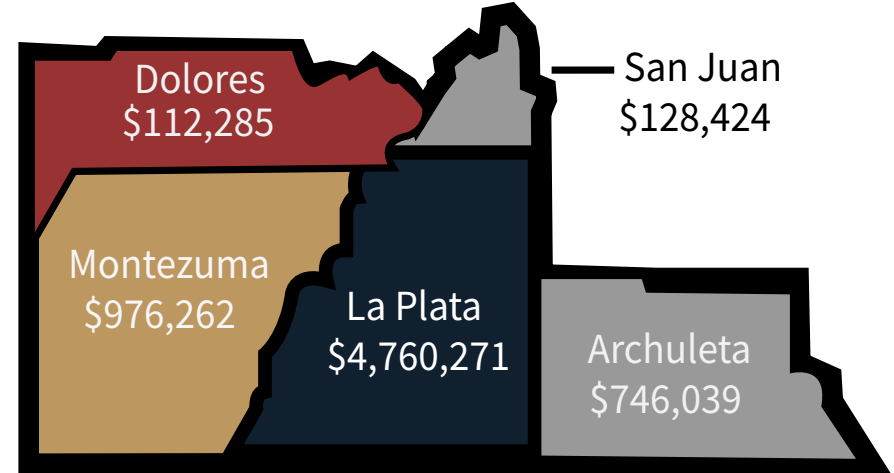 Dolores
$112,285
San Juan
$128,424
Montezuma
$976,262
La Plata
$4,760,271
Archuleta
$746,039